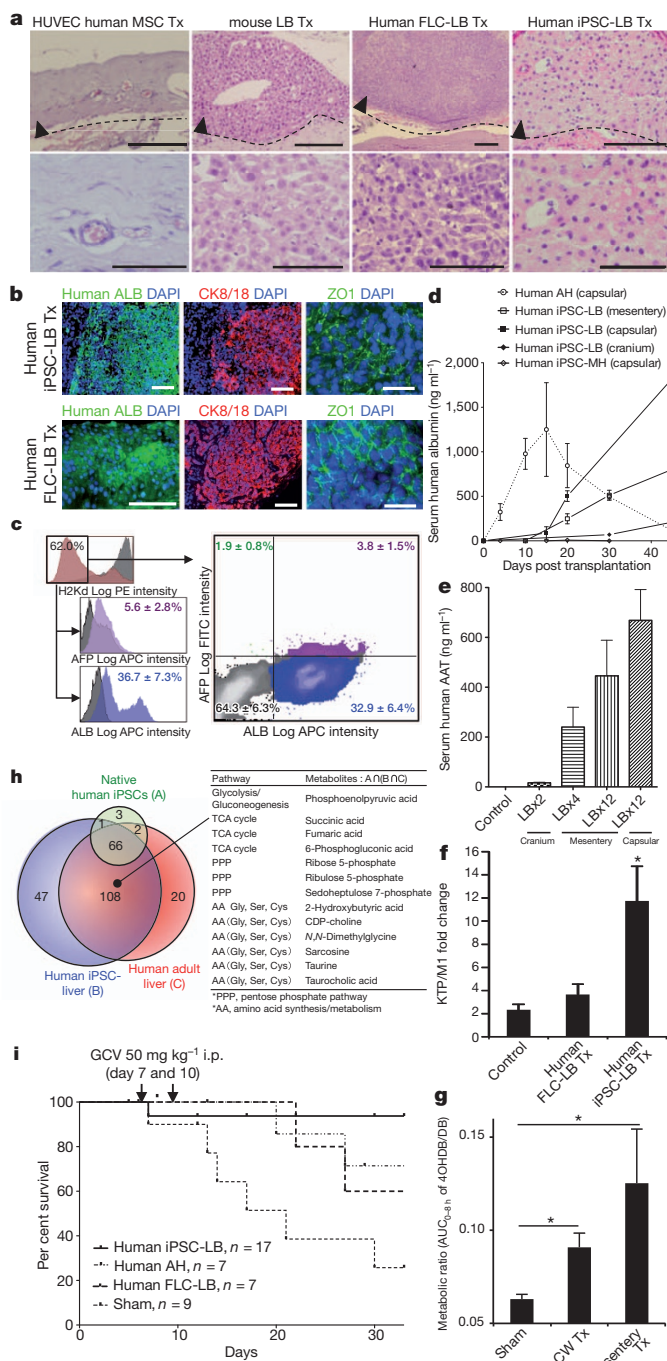 a
HUVEC human MSC Tx
mouse LB Tx
Human FLC-LB Tx
Human iPSC-LB Tx
b
Human ALB DAPI
CK8/18 DAPI
ZO1 DAPI
Human
iPSC-LB Tx
Human ALB DAPI
CK8/18 DAPI
ZO1 DAPI
Human
FLC-LB Tx
c
62.0%
H2Kd Log PE intensity
5.6 ± 2.8%
AFP Log APC intensity
36.7 ± 7.3%
ALB Log APC intensity
1.9 ± 0.8%
3.8 ± 1.5%
64.3 ± 6.3%
32.9 ± 6.4%
AFP Log FITC intensity
ALB Log APC intensity
d
Human AH (capsular)
Human iPSC-LB (mesentery)
Human iPSC-LB (capsular)
Human iPSC-LB (cranium)
Human iPSC-MH (capsular)
Serum human albumin (ng ml−1)
1,500
1,000
500
0
0 10 20 30 40
Days post transplantation
e
Serum human AAT (ng ml−1)
800
600
400
200
0
Control
LBx2
LBx4
LBx12
LBx12
Cranium
Mesentery
Capsular
f
KTP/M1 fold change
16
14
12
10
8
6
4
2
0
*
Control
Human
FLC-LB Tx
Human
iPSC-LB Tx
g
Metabolic ratio (AUC0–8 h of 4OHDB/DB)
0.15
0.10
0.05
*
*
Sham
CW Tx
Tx
h
Native
human iPSCs (A)
3
1
2
66
47
108
20
Human iPSC-
liver (B)
Human adult
liver (C)
Pathway Metabolites : A∩(B∩C)
Glycolysis/
Gluconeogenesis Phosphoenolpyruvic acid
TCA cycle Succinic acid
TCA cycle Fumaric acid
TCA cycle 6-Phosphogluconic acid
PPP Ribose 5-phosphate
PPP Ribulose 5-phosphate
PPP Sedoheptulose 7-phosphate
AA (Gly, Ser, Cys) 2-Hydroxybutyric acid
AA (Gly, Ser, Cys) CDP-choline
AA (Gly, Ser, Cys) N,N-Dimethylglycine
AA (Gly, Ser, Cys) Sarcosine
AA (Gly, Ser, Cys) Taurine
AA (Gly, Ser, Cys) Taurocholic acid
*PPP, pentose phosphate pathway
*AA, amino acid synthesis/metabolism
i
GCV 50 mg kg−1 i.p.
(day 7 and 10)
Per cent survival
100
80
60
40
20
0
Human iPSC-LB, n = 17
Human AH, n = 7
Human FLC-LB, n = 7
Sham, n = 9
0 10 20 30
Days